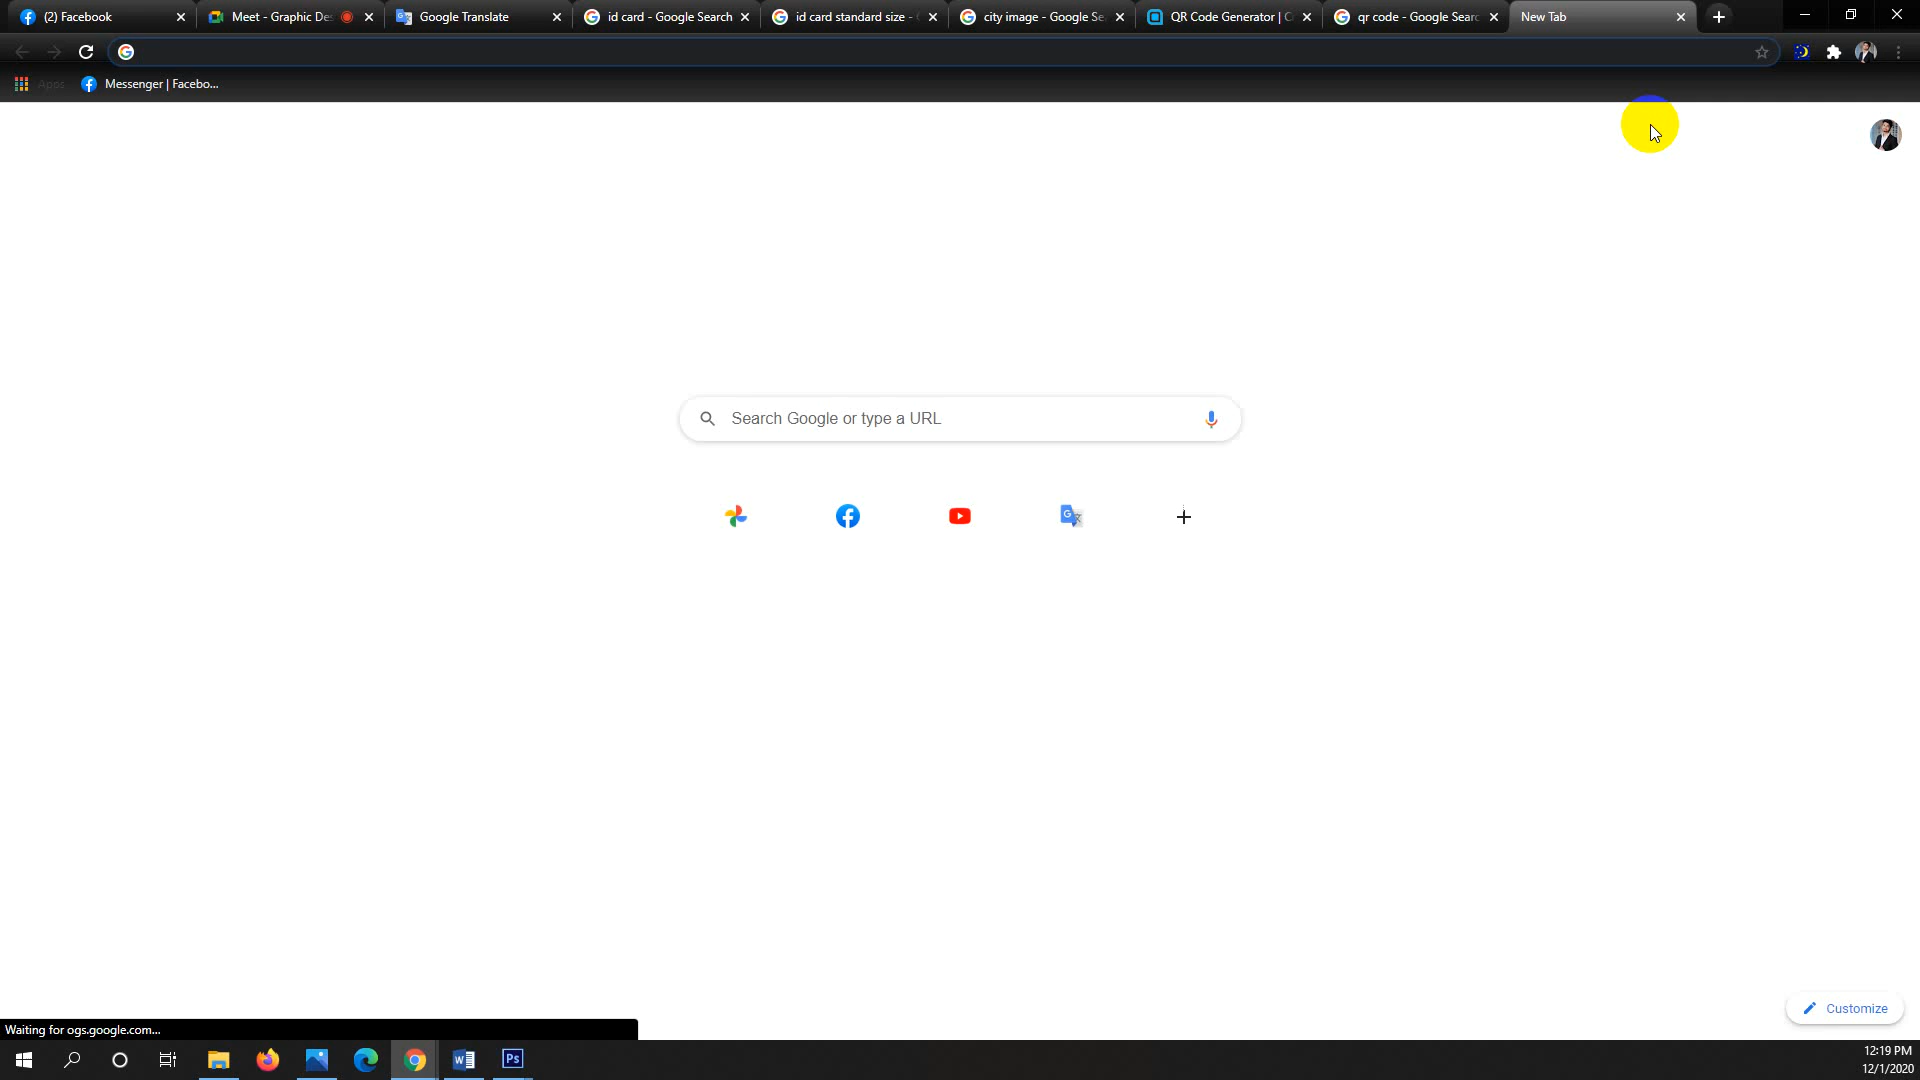 (2) Facebook
Meet - Graphic De
Google Translate
id card - Google Search
id card standard size -
city image - Google Se
QR Code Generator |
qr code - Google Searc
New Tab
Apps
Messenger | Facebo...
Search Google or type a URL
Customize
Waiting for ogs.google.com...
12:19 PM
12/1/2020